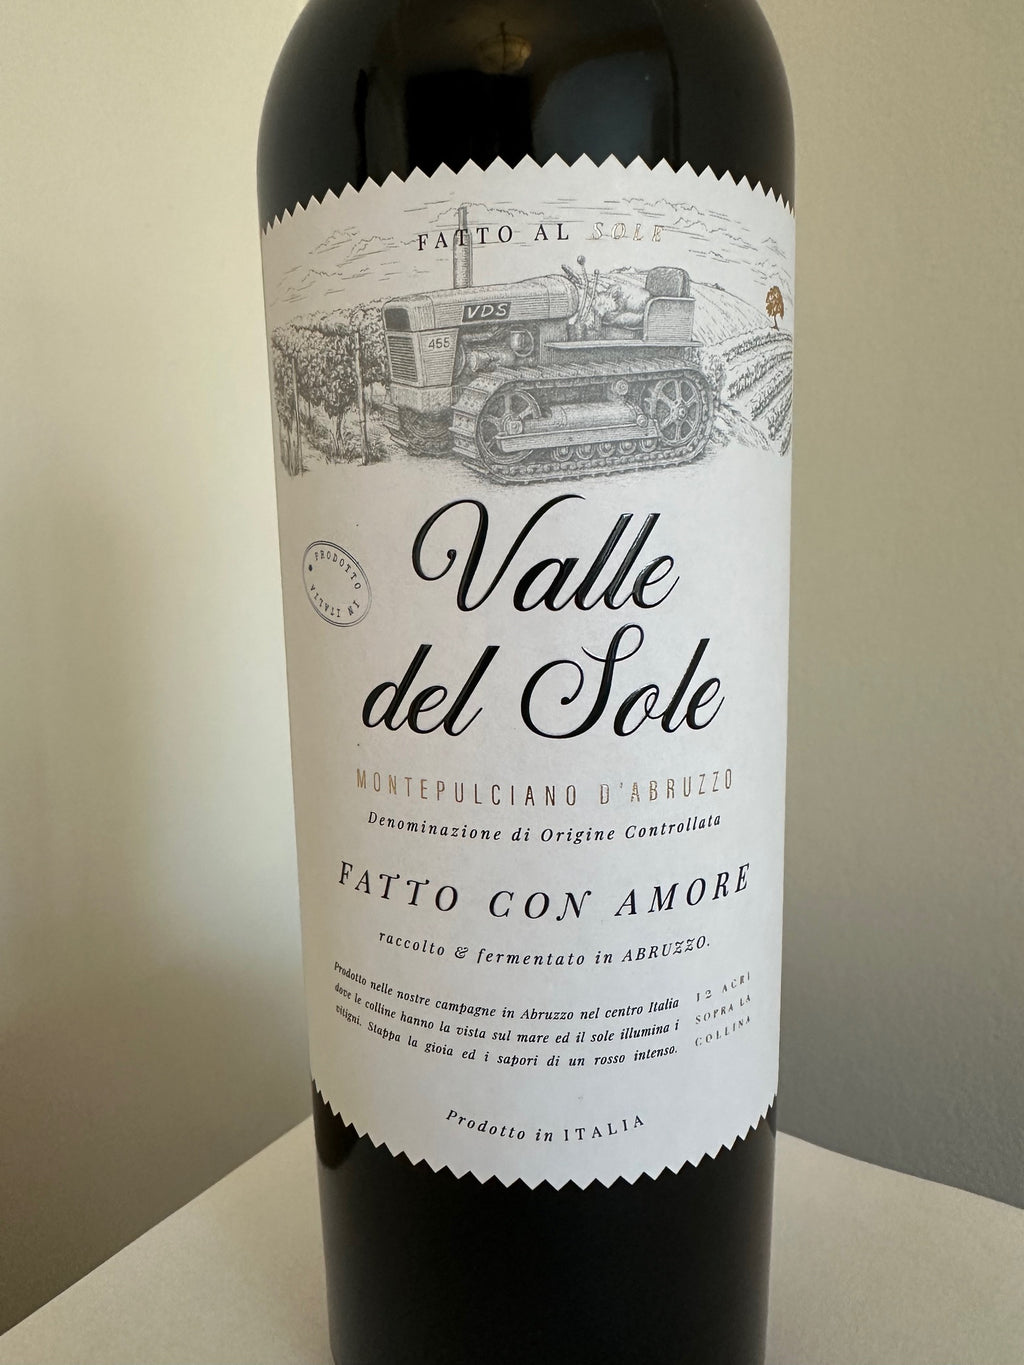 FATTO AL SOLE
VDS
455
Valle
del Sole
PRODOTTO IN ITALIA
MONTEPULCIANO D'ABRUZZO
Denominazione di Origine Controllata
FATTO CON AMORE
raccolto & fermentato in ABRUZZO.
Prodotto nelle nostre campagne in Abruzzo nel centro Italia
dove le colline hanno la vista sul mare ed il sole illumina i
vitigni. Stappa la gioia ed i sapori di un rosso intenso.
12 ACRI
SOPRA LA
COLLINA
Prodotto in ITALIA